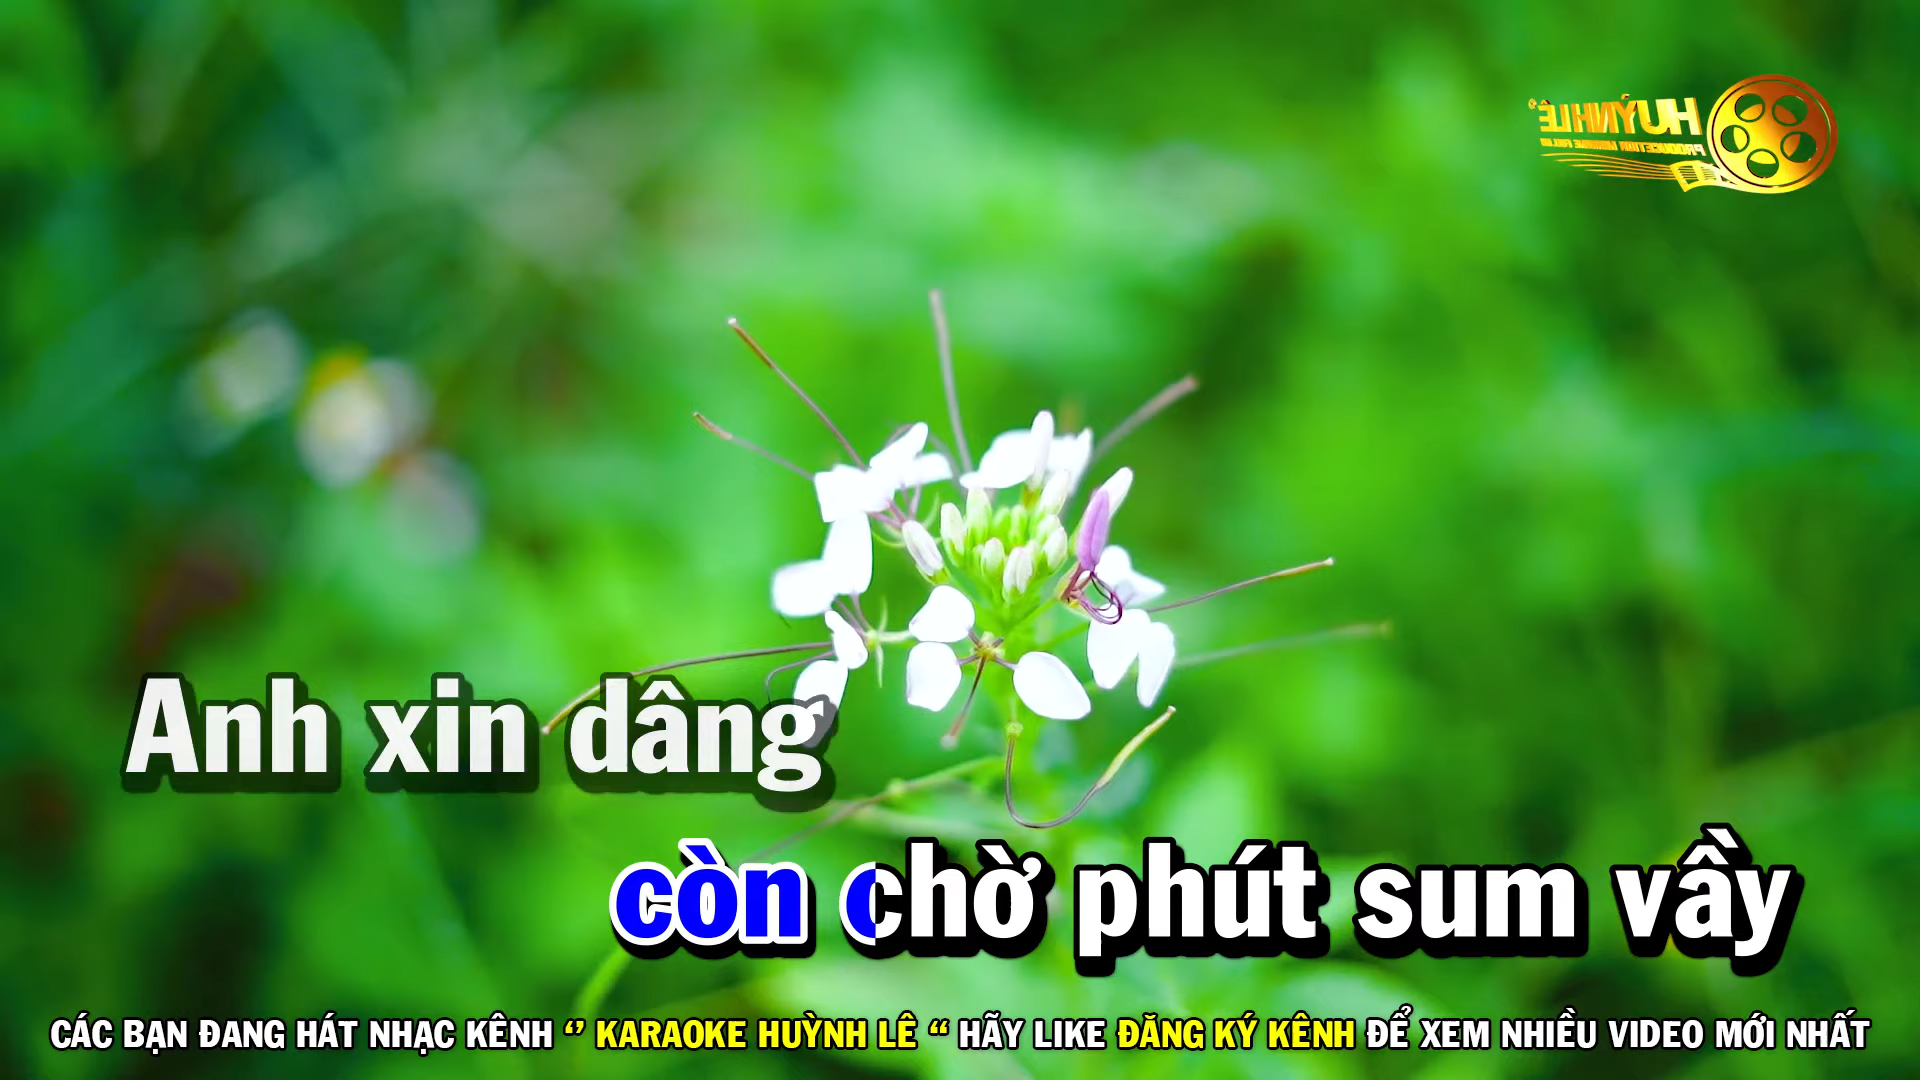 HUỲNH LÊ
Anh xin dâng
còn chờ phút sum vầy
CÁC BẠN ĐANG HÁT NHẠC KÊNH ‘’ KARAOKE HUỲNH LÊ “ HÃY LIKE ĐĂNG KÝ KÊNH ĐỂ XEM NHIỀU VIDEO MỚI NHẤT